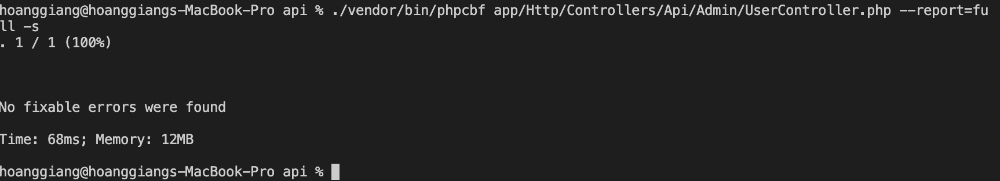 hoanggiang@hoanggiangs-MacBook-Pro api % ./vendor/bin/phpcbf app/Http/Controllers/Api/Admin/UserController.php --report=fu
ll -s
. 1 / 1 (100%)
No fixable errors were found
Time: 68ms; Memory: 12MB
hoanggiang@hoanggiangs-MacBook-Pro api %